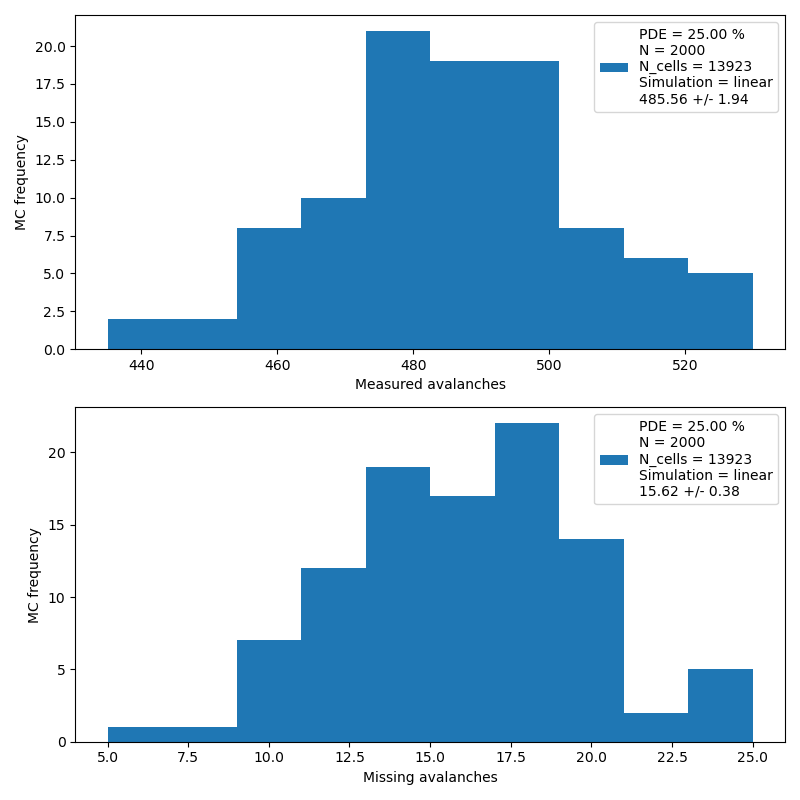 20.0
17.5
15.0
12.5
10.0
7.5
5.0
2.5
0.0
MC frequency
PDE = 25.00 %
N = 2000
N_cells = 13923
Simulation = linear
485.56 +/- 1.94
440 460 480 500 520
Measured avalanches
20
15
10
5
0
MC frequency
PDE = 25.00 %
N = 2000
N_cells = 13923
Simulation = linear
15.62 +/- 0.38
5.0 7.5 10.0 12.5 15.0 17.5 20.0 22.5 25.0
Missing avalanches